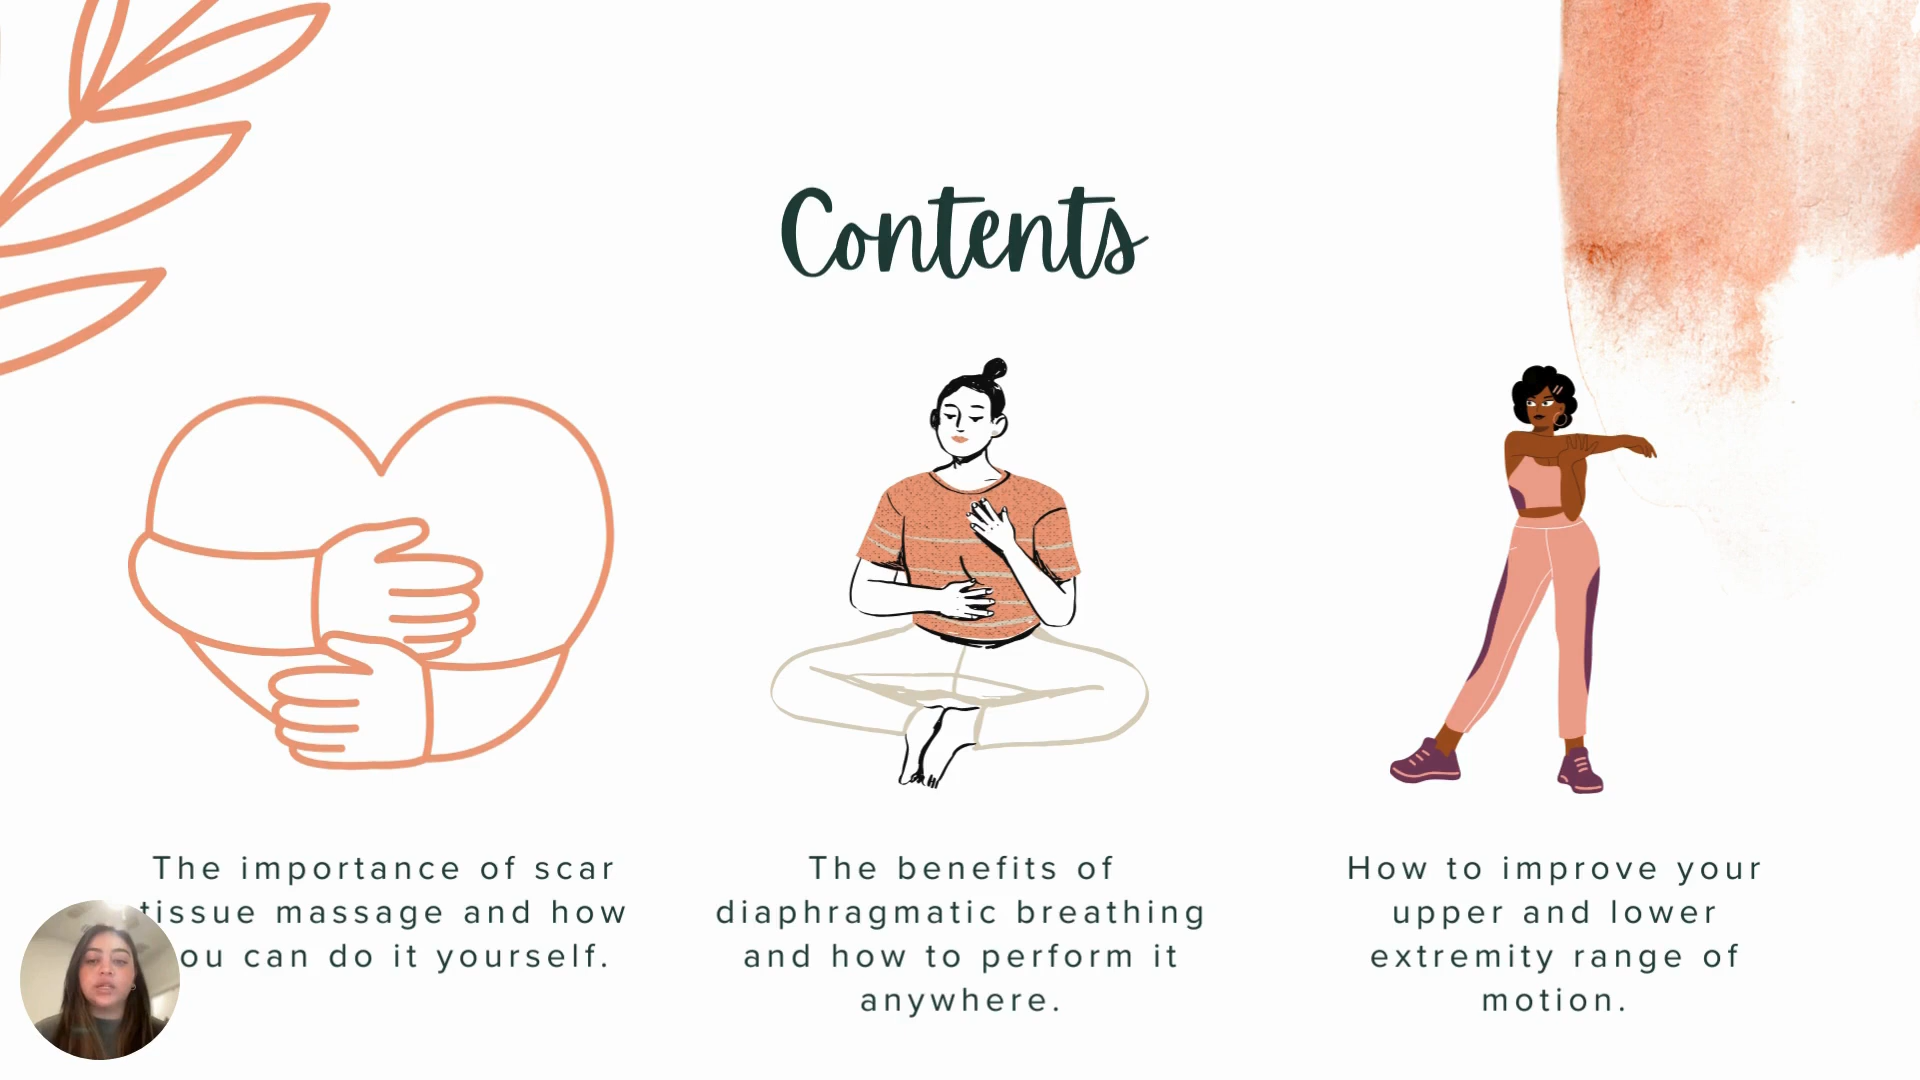 Contents
The importance of scar
tissue massage and how
ou can do it yourself.
The benefits of
diaphragmatic breathing
and how to perform it
anywhere.
How to improve your
upper and lower
extremity range of
motion.